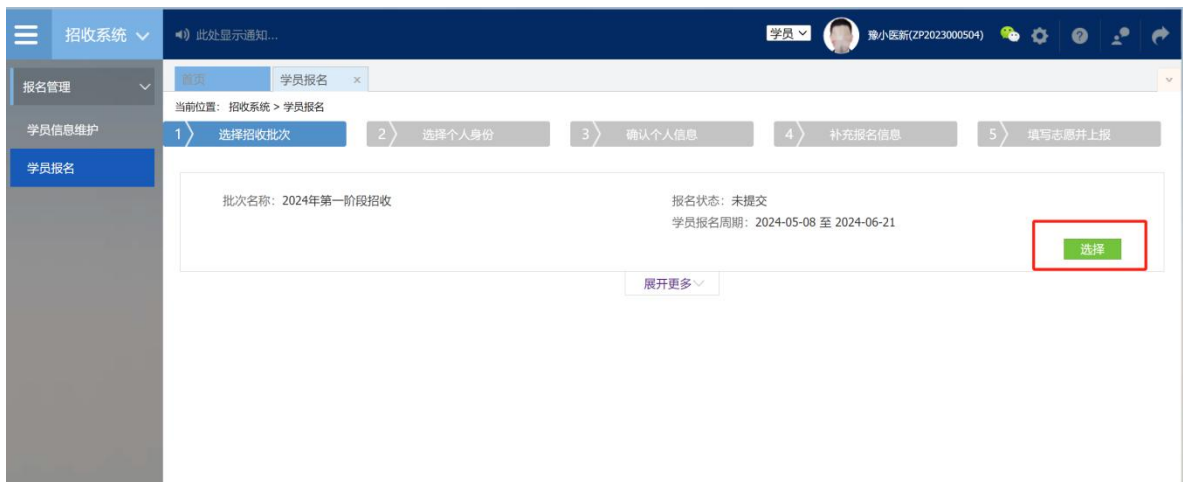 招收系统
此处显示通知...
学员
豫小医新(ZP2023000504)
报名管理
首页
学员报名
当前位置： 招收系统 > 学员报名
学员信息维护
学员报名
1 选择招收批次
2 选择个人身份
3 确认个人信息
4 补充报名信息
5 填写志愿并上报
批次名称：2024年第一阶段招收
报名状态：未提交
学员报名周期：2024-05-08 至 2024-06-21
选择
展开更多